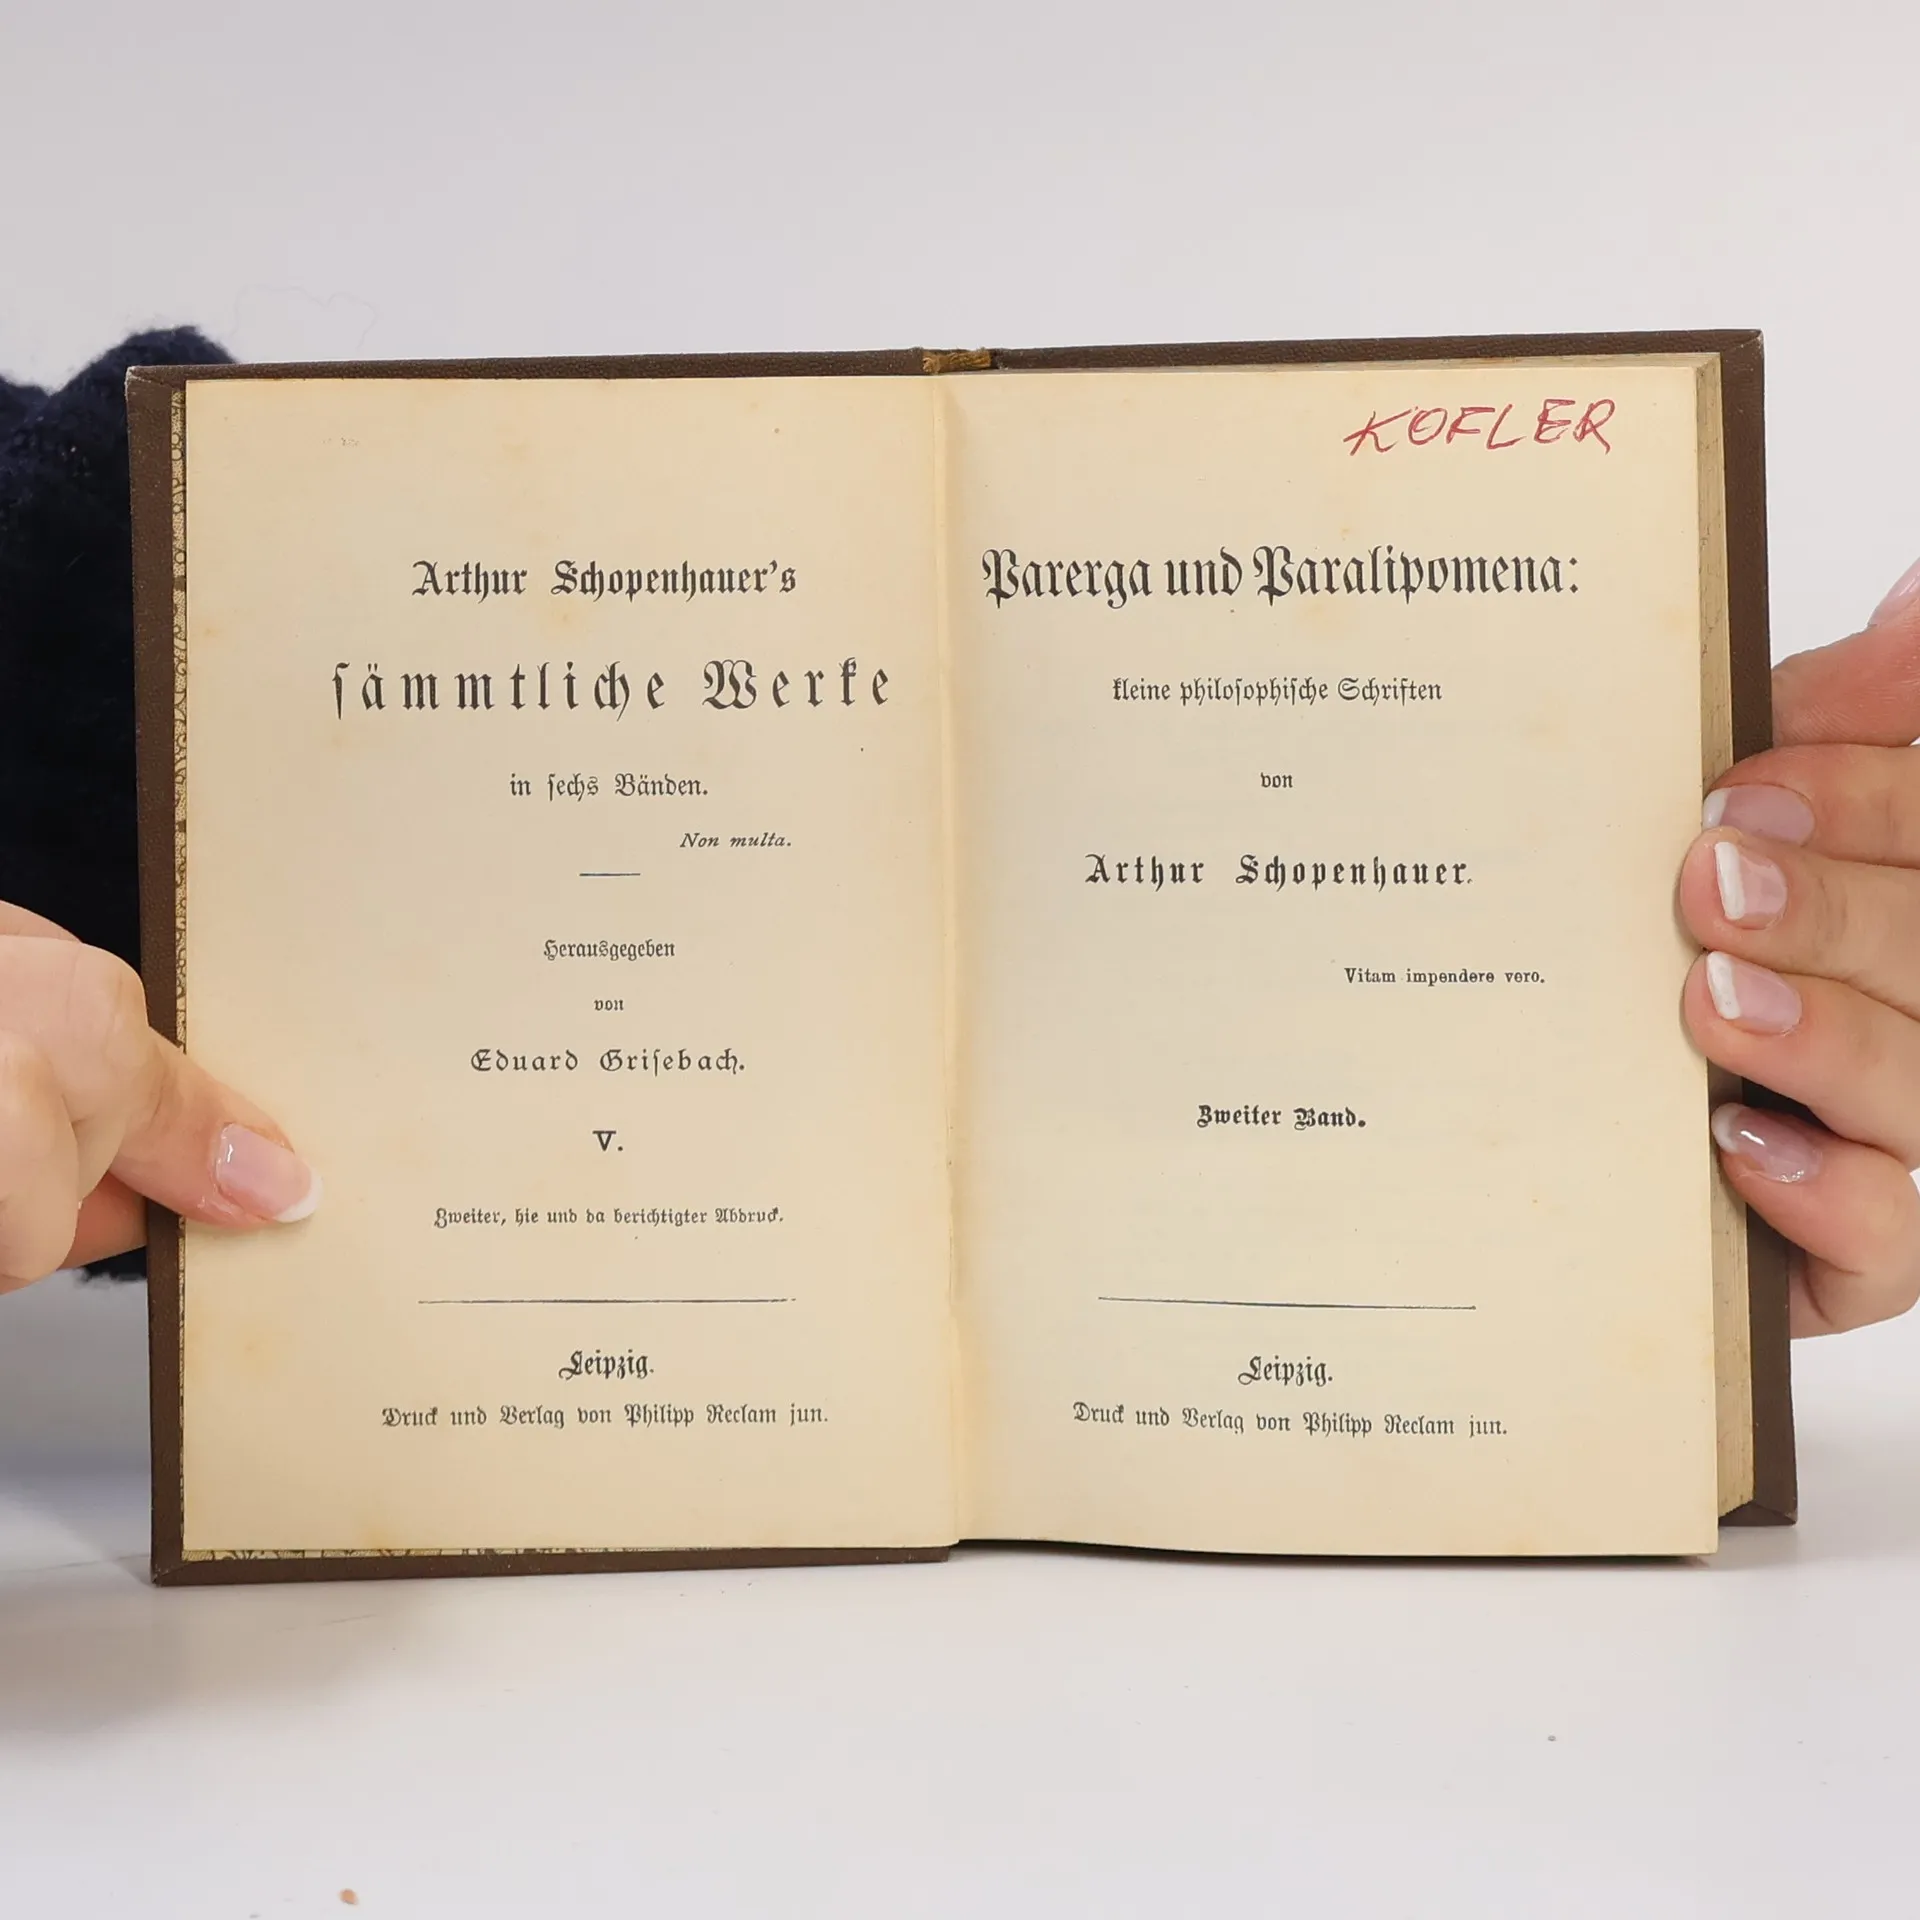 Arthur Schopenhauer's
sämmtliche Werke
in sechs Bänden.
Non multa.
Herausgegeben
von
Eduard Grisebach.
V.
Zweiter, hie und da berichtigter Abdruck.
Leipzig.
Druck und Verlag von Philipp Reclam jun.
KOFLER
Parerga und Paralipomena:
kleine philosophische Schriften
von
Arthur Schopenhauer.
Vitam impendere vero.
Zweiter Band.
Leipzig.
Druck und Verlag von Philipp Reclam jun.